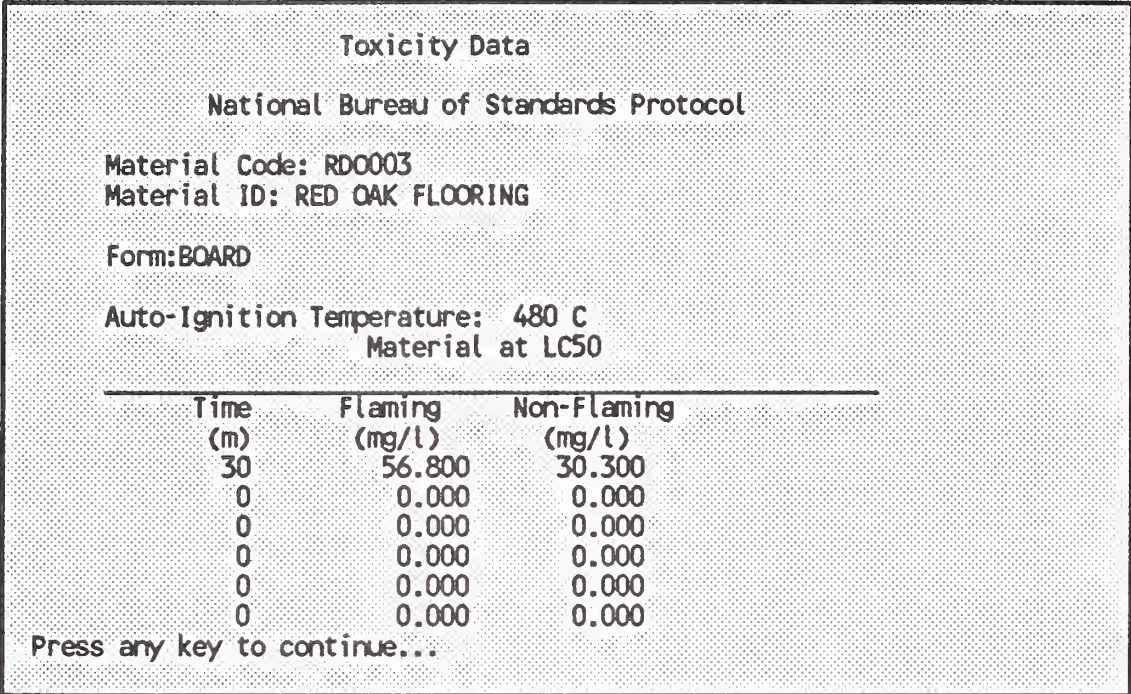 Toxicity Data
National Bureau of Standards Protocol
Material Code: RDO003
Material ID: RED OAK FLOORING
Form:BOARD
Auto-Ignition Temperature: 480 C
Material at LC50
Time Flaming Non-Flaming
(m) (mg/l) (mg/l)
30 56.800 30.300
0 0.000 0.000
0 0.000 0.000
0 0.000 0.000
0 0.000 0.000
0 0.000 0.000
Press any key to continue...